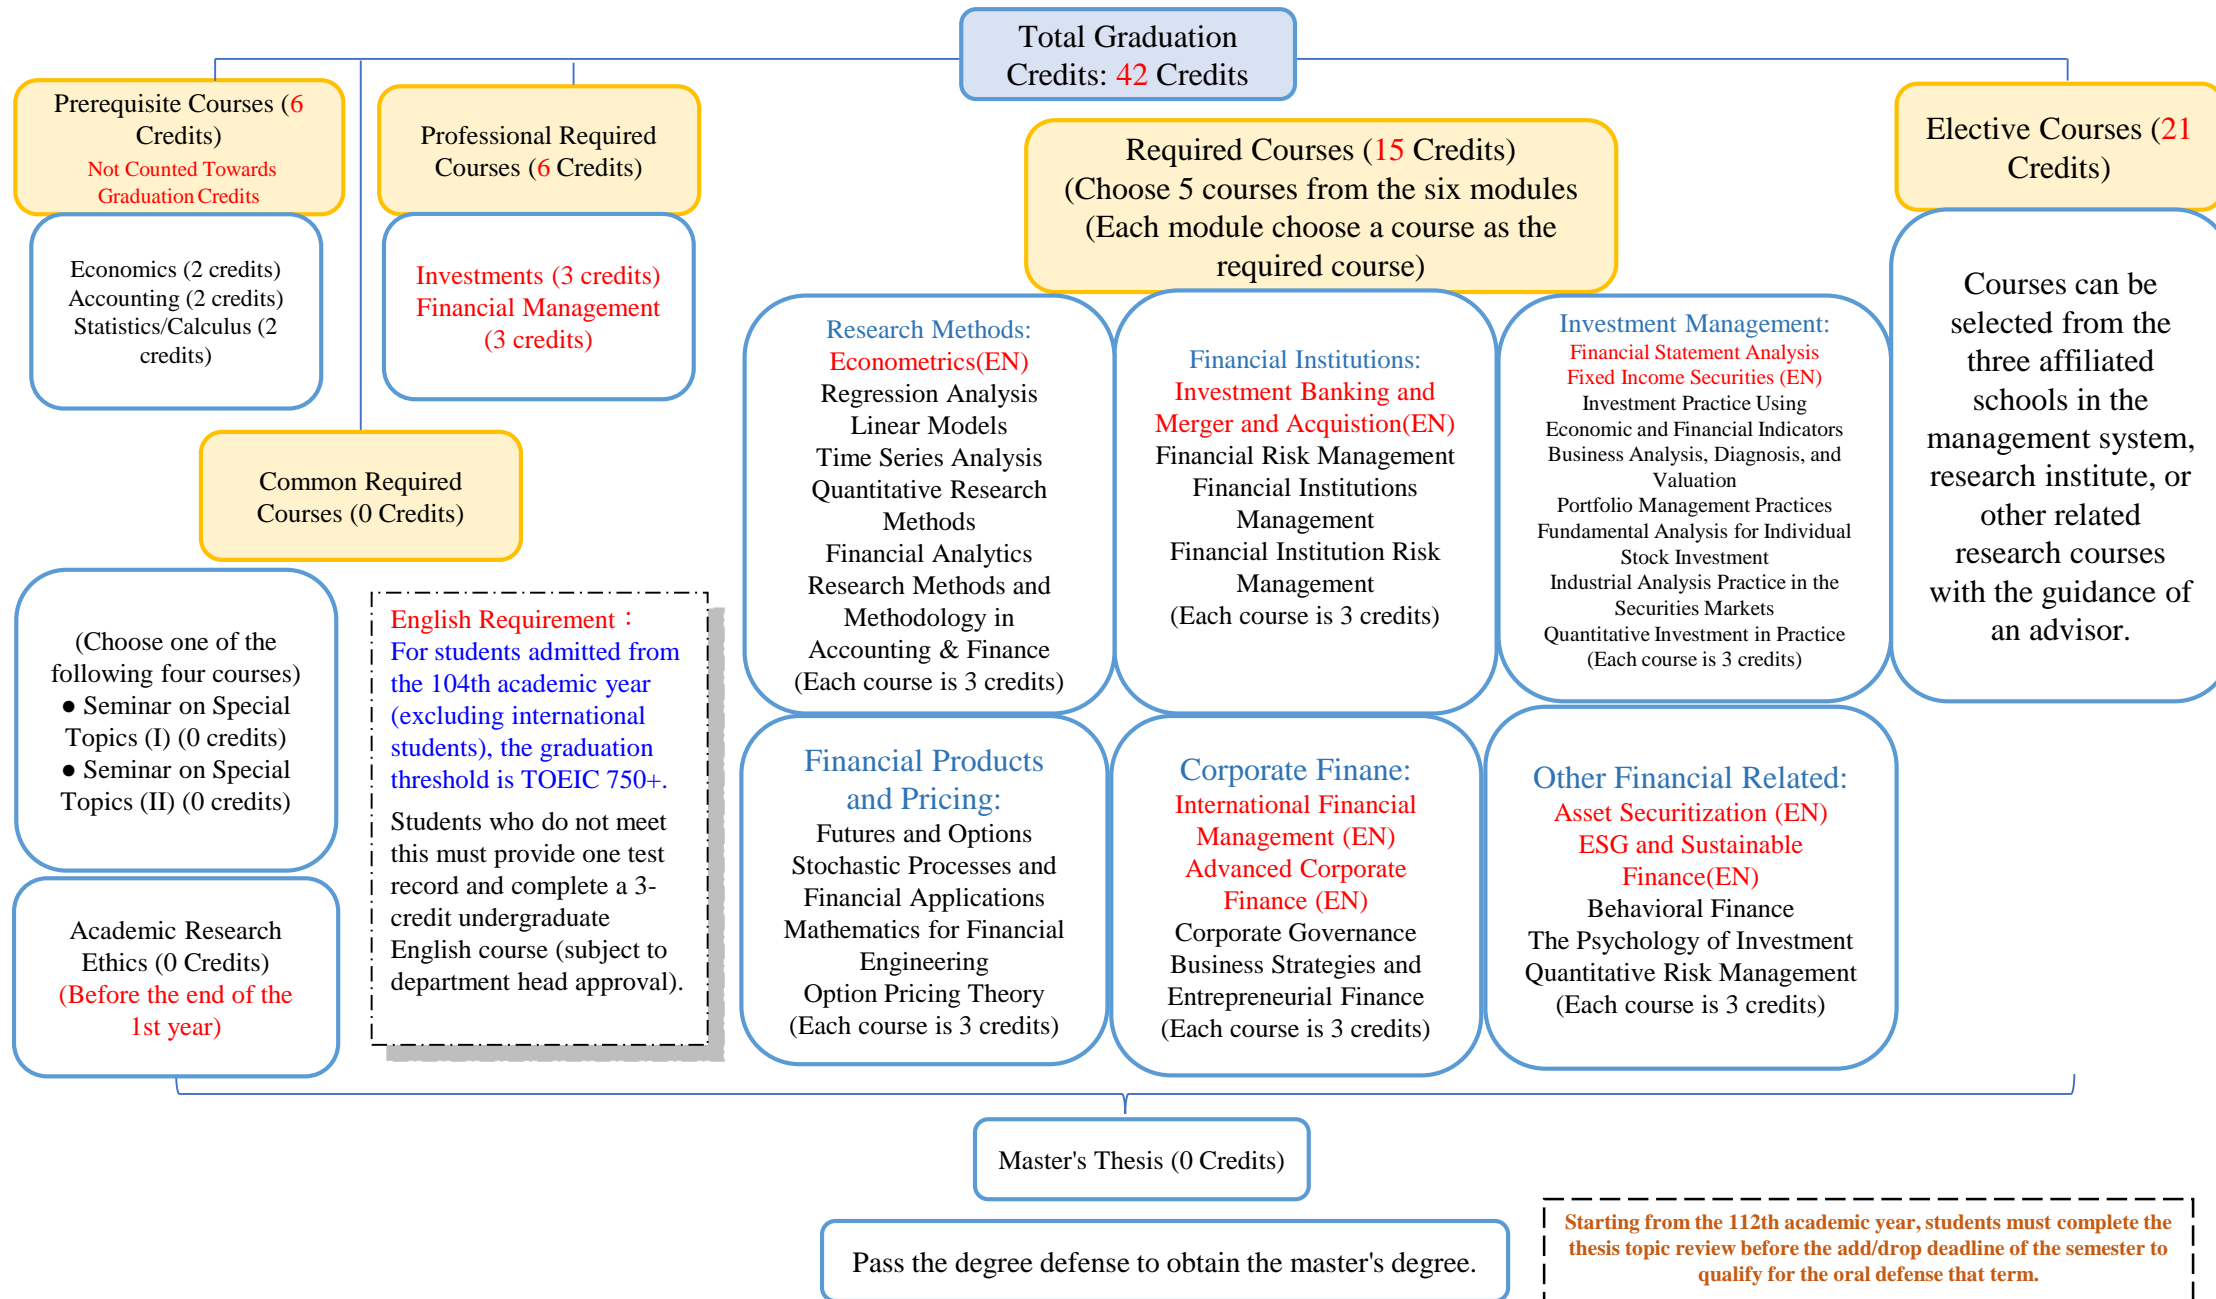 Total Graduation
Credits: 42 Credits
Prerequisite Courses (6
Credits)
Not Counted Towards
Graduation Credits
Economics (2 credits)
Accounting (2 credits)
Statistics/Calculus (2
credits)
Professional Required
Courses (6 Credits)
Investments (3 credits)
Financial Management
(3 credits)
Common Required
Courses (0 Credits)
(Choose one of the
following four courses)
● Seminar on Special
Topics (I) (0 credits)
● Seminar on Special
Topics (II) (0 credits)
Academic Research
Ethics (0 Credits)
(Before the end of the
1st year)
English Requirement：
For students admitted from
the 104th academic year
(excluding international
students), the graduation
threshold is TOEIC 750+.
Students who do not meet
this must provide one test
record and complete a 3-
credit undergraduate
English course (subject to
department head approval).
Required Courses (15 Credits)
(Choose 5 courses from the six modules
(Each module choose a course as the
required course)
Research Methods:
Econometrics(EN)
Regression Analysis
Linear Models
Time Series Analysis
Quantitative Research
Methods
Financial Analytics
Research Methods and
Methodology in
Accounting & Finance
(Each course is 3 credits)
Financial Institutions:
Investment Banking and
Merger and Acquistion(EN)
Financial Risk Management
Financial Institutions
Management
Financial Institution Risk
Management
(Each course is 3 credits)
Investment Management:
Financial Statement Analysis
Fixed Income Securities (EN)
Investment Practice Using
Economic and Financial Indicators
Business Analysis, Diagnosis, and
Valuation
Portfolio Management Practices
Fundamental Analysis for Individual
Stock Investment
Industrial Analysis Practice in the
Securities Markets
Quantitative Investment in Practice
(Each course is 3 credits)
Financial Products
and Pricing:
Futures and Options
Stochastic Processes and
Financial Applications
Mathematics for Financial
Engineering
Option Pricing Theory
(Each course is 3 credits)
Corporate Finane:
International Financial
Management (EN)
Advanced Corporate
Finance (EN)
Corporate Governance
Business Strategies and
Entrepreneurial Finance
(Each course is 3 credits)
Other Financial Related:
Asset Securitization (EN)
ESG and Sustainable
Finance(EN)
Behavioral Finance
The Psychology of Investment
Quantitative Risk Management
(Each course is 3 credits)
Elective Courses (21
Credits)
Courses can be
selected from the
three affiliated
schools in the
management system,
research institute, or
other related
research courses
with the guidance of
an advisor.
Master's Thesis (0 Credits)
Pass the degree defense to obtain the master's degree.
Starting from the 112th academic year, students must complete the
thesis topic review before the add/drop deadline of the semester to
qualify for the oral defense that term.